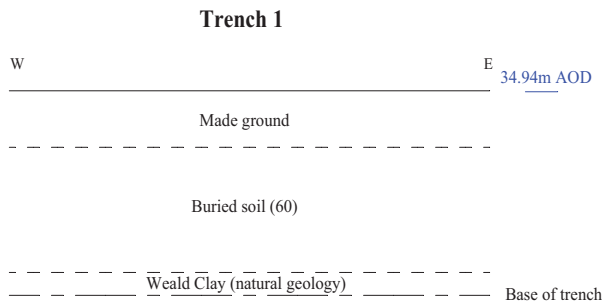 Trench 1
W
E
34.94m AOD
Made ground
Buried soil (60)
Weald Clay (natural geology)
Base of trench